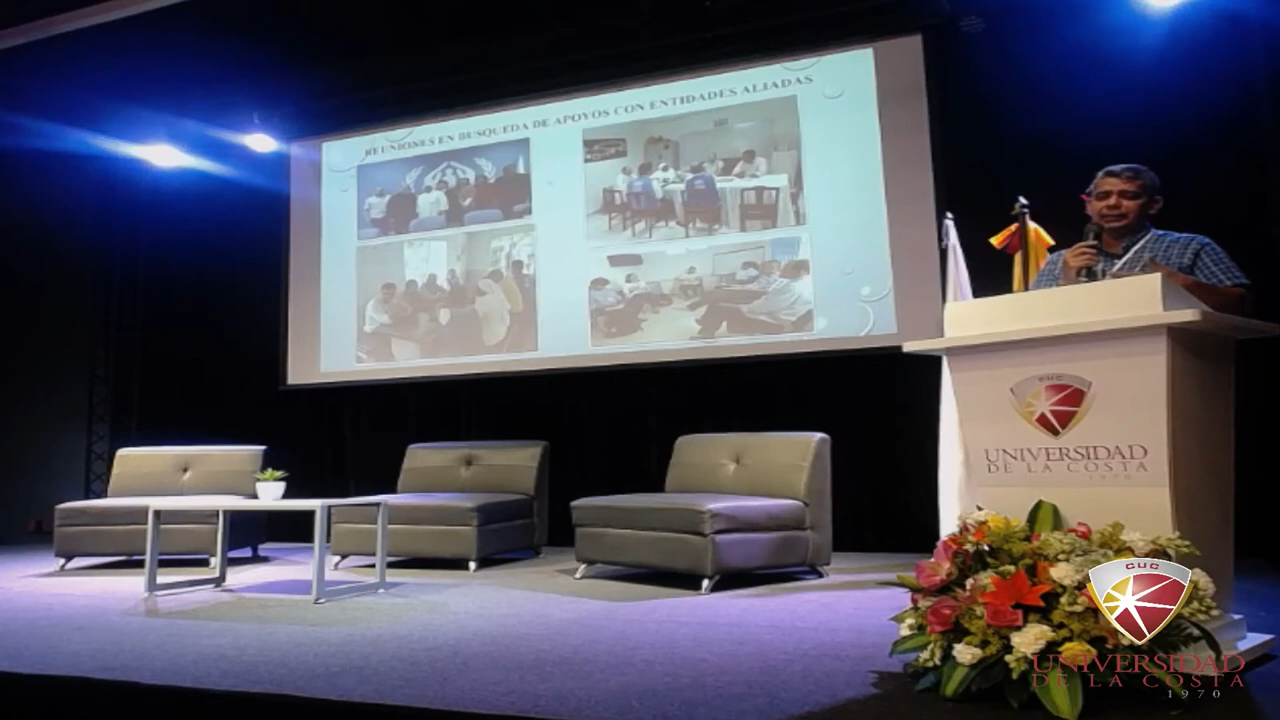 REUNIONES EN BUSQUEDA DE APOYOS CON ENTIDADES ALIADAS
CUC
UNIVERSIDAD
DE LA COSTA
1970
CUC
UNIVERSIDAD
DE LA COSTA
1970